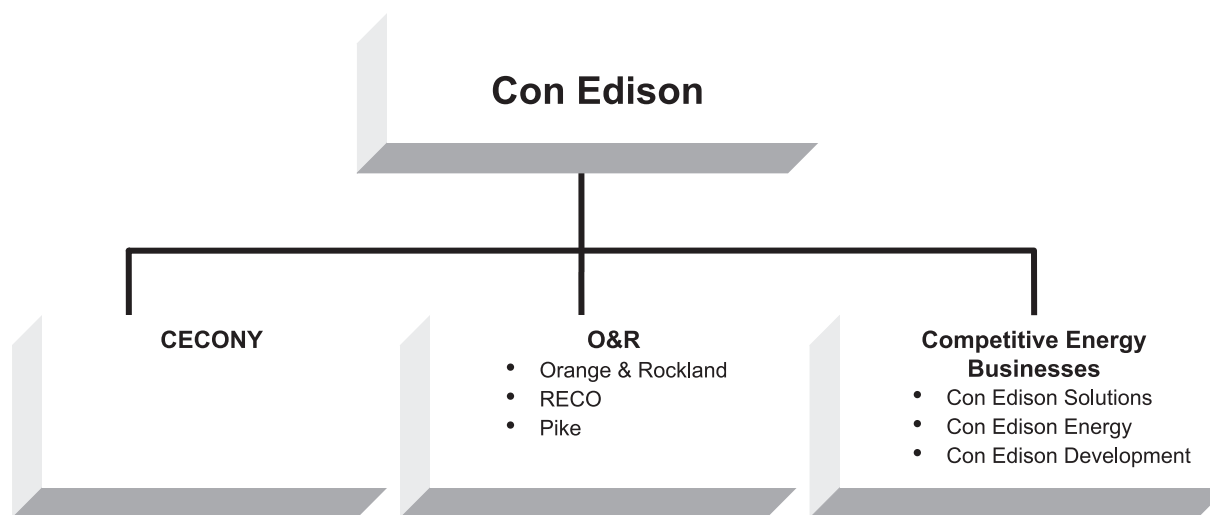 Con Edison
CECONY
O&R
• Orange & Rockland
• RECO
• Pike
Competitive Energy
Businesses
• Con Edison Solutions
• Con Edison Energy
• Con Edison Development